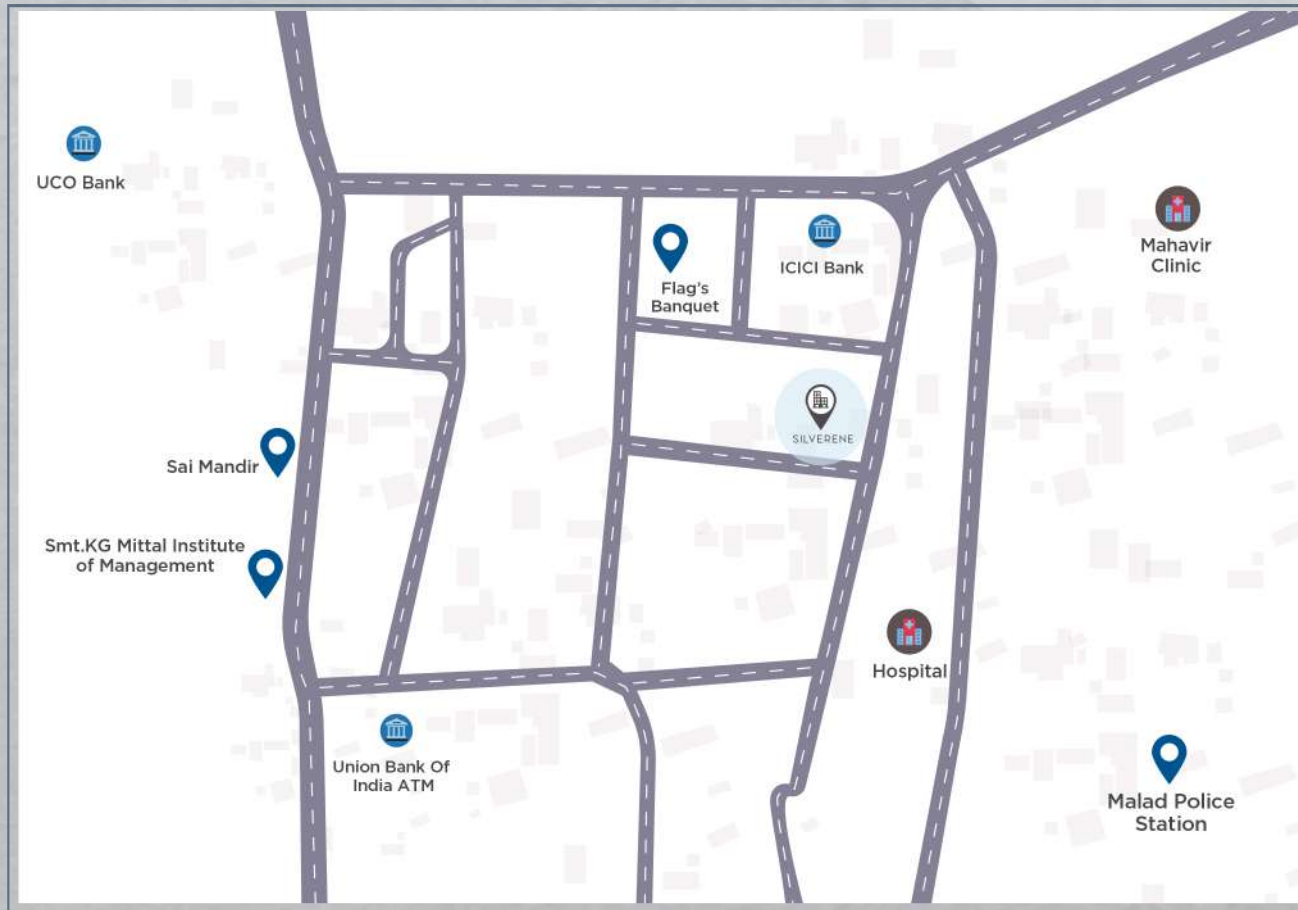 UCO Bank
ICICI Bank
Mahavir
Clinic
Flag's
Banquet
SILVERENE
Sai Mandir
Smt.KG Mittal Institute
of Management
Hospital
Union Bank Of
India ATM
Malad Police
Station